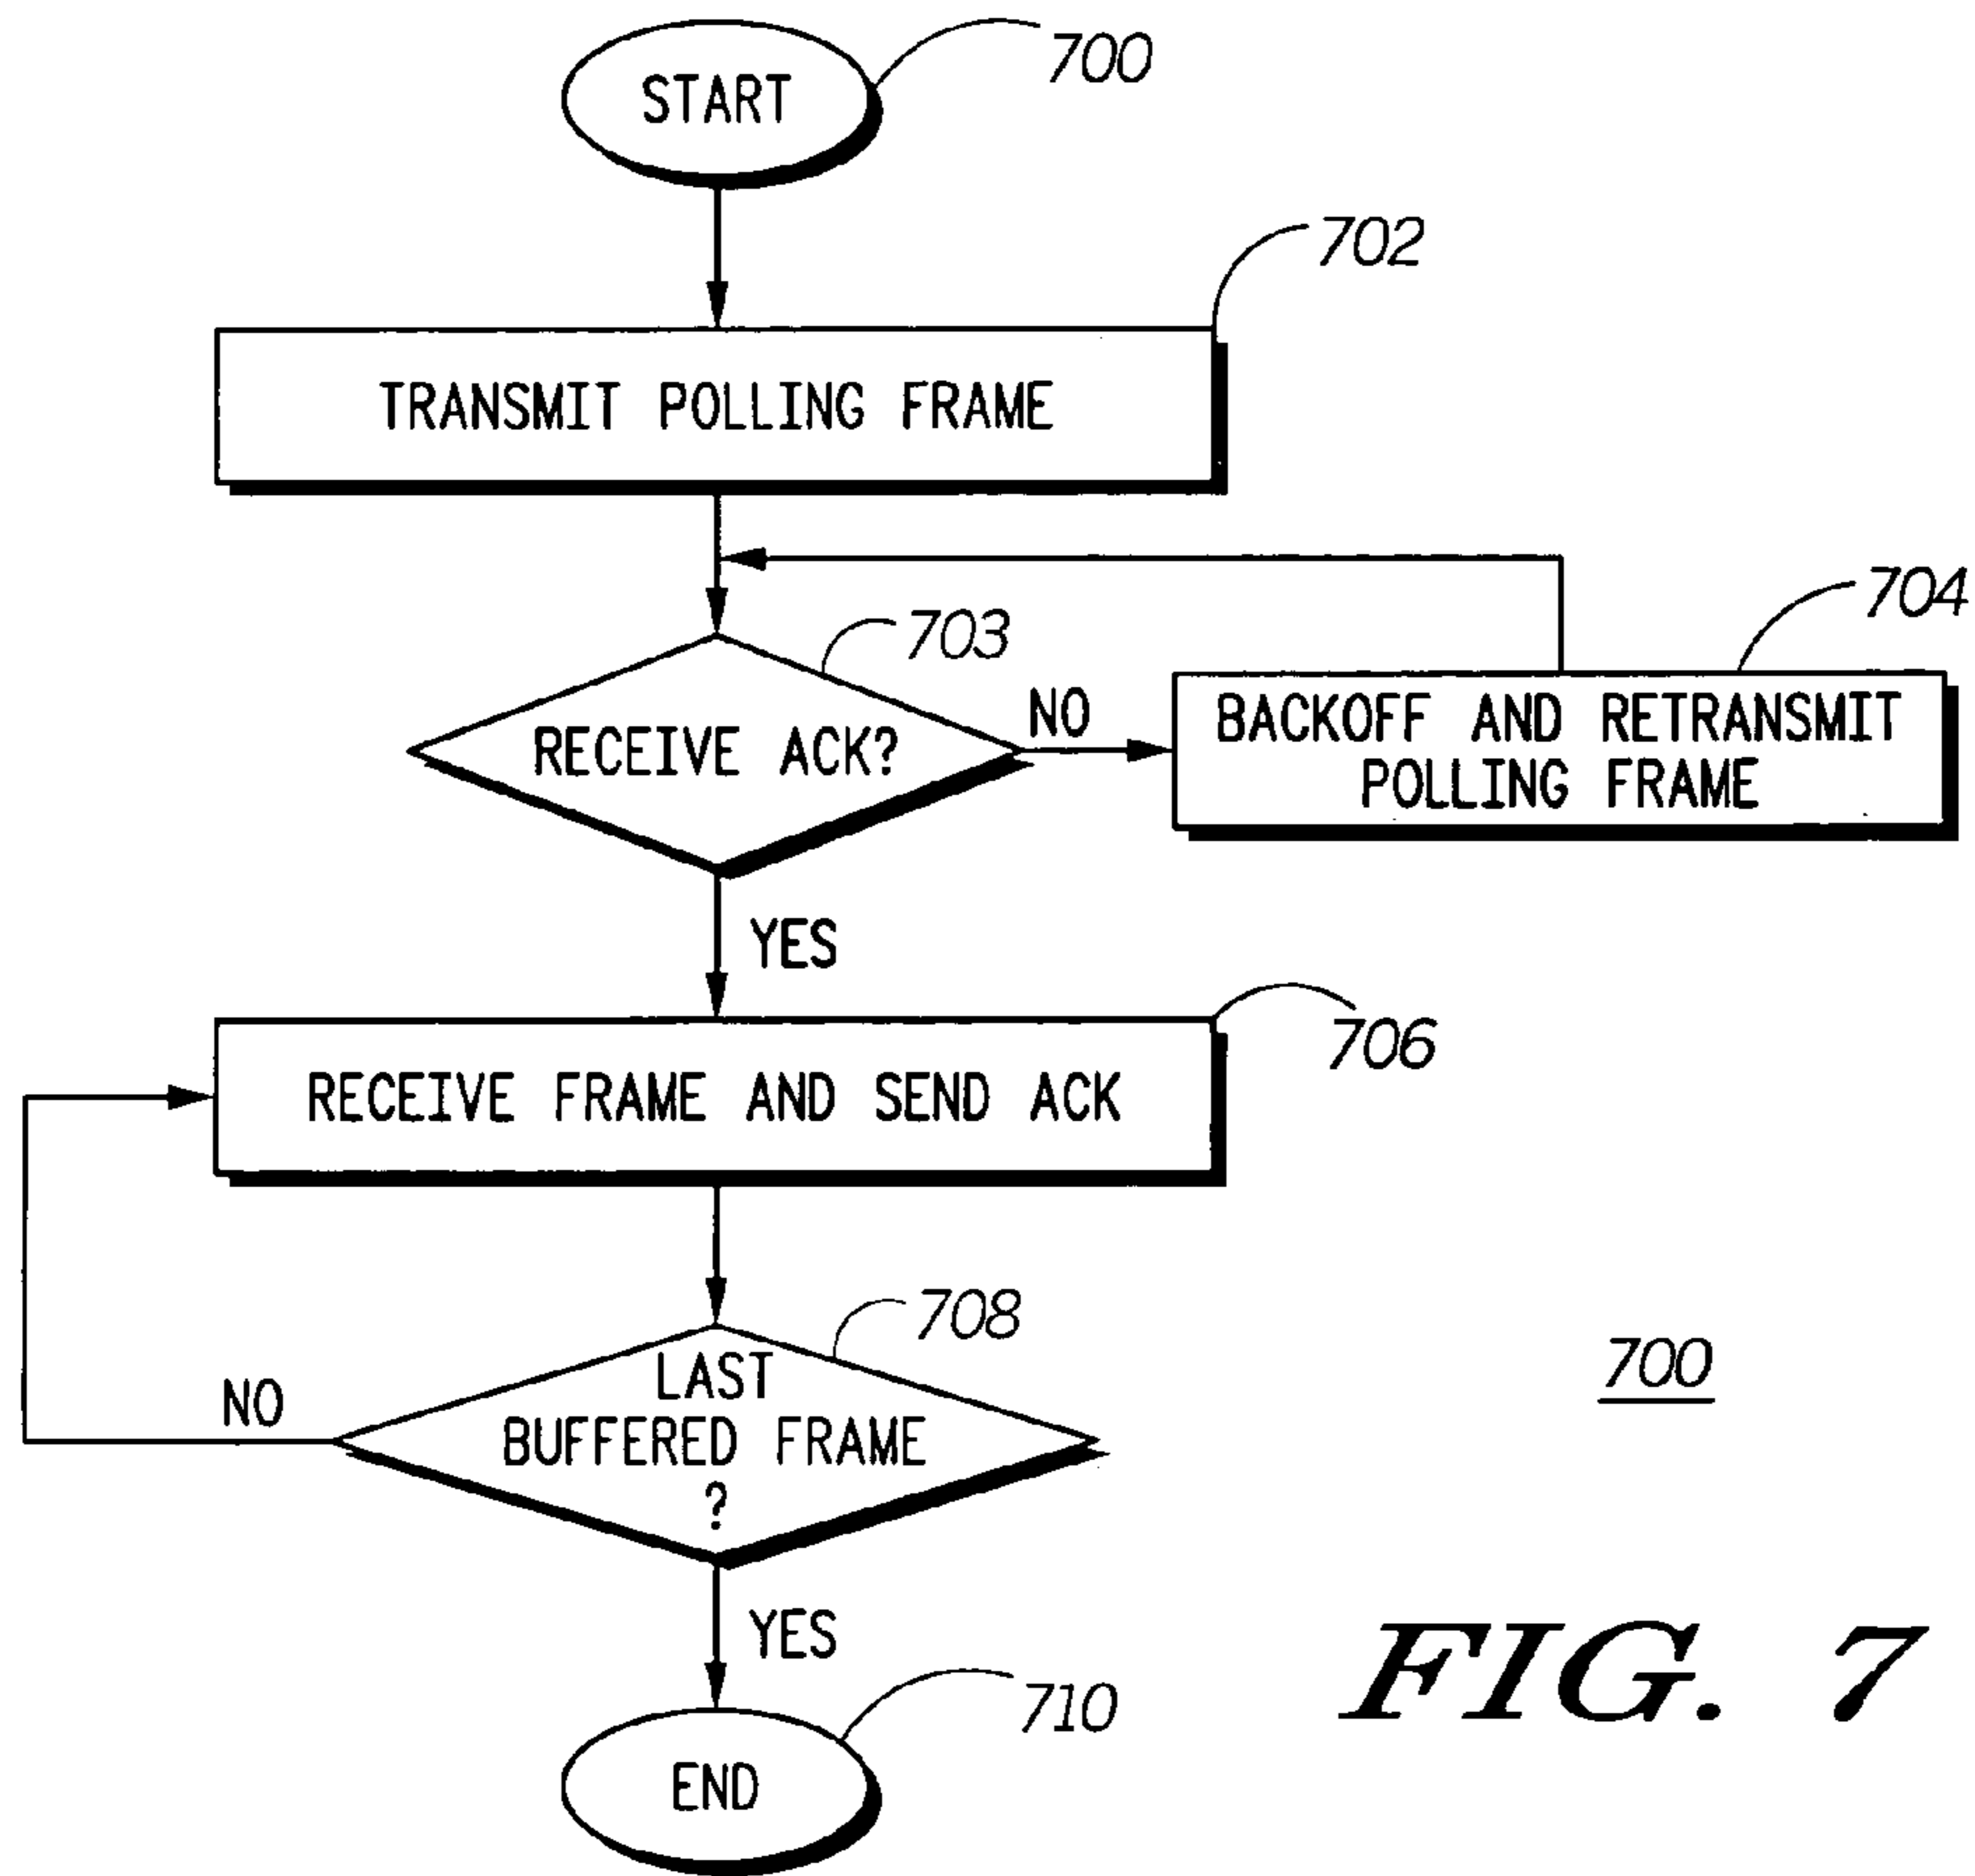 START
700
702
TRANSMIT POLLING FRAME
704
703
NO
BACKOFF AND RETRANSMIT
POLLING FRAME
RECEIVE ACK?
YES
706
RECEIVE FRAME AND SEND ACK
708
LAST
BUFFERED FRAME
?
NO
700
YES
710
END
FIG. 7